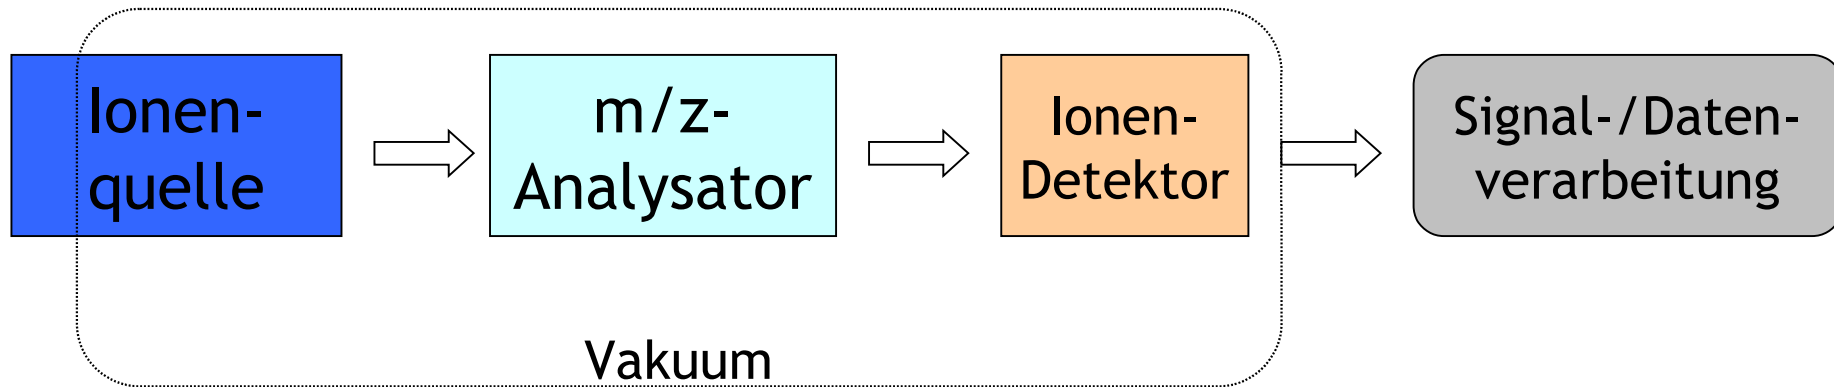 Ionen-
quelle
m/z-
Analysator
Ionen-
Detektor
Signal-/Daten-
verarbeitung
Vakuum